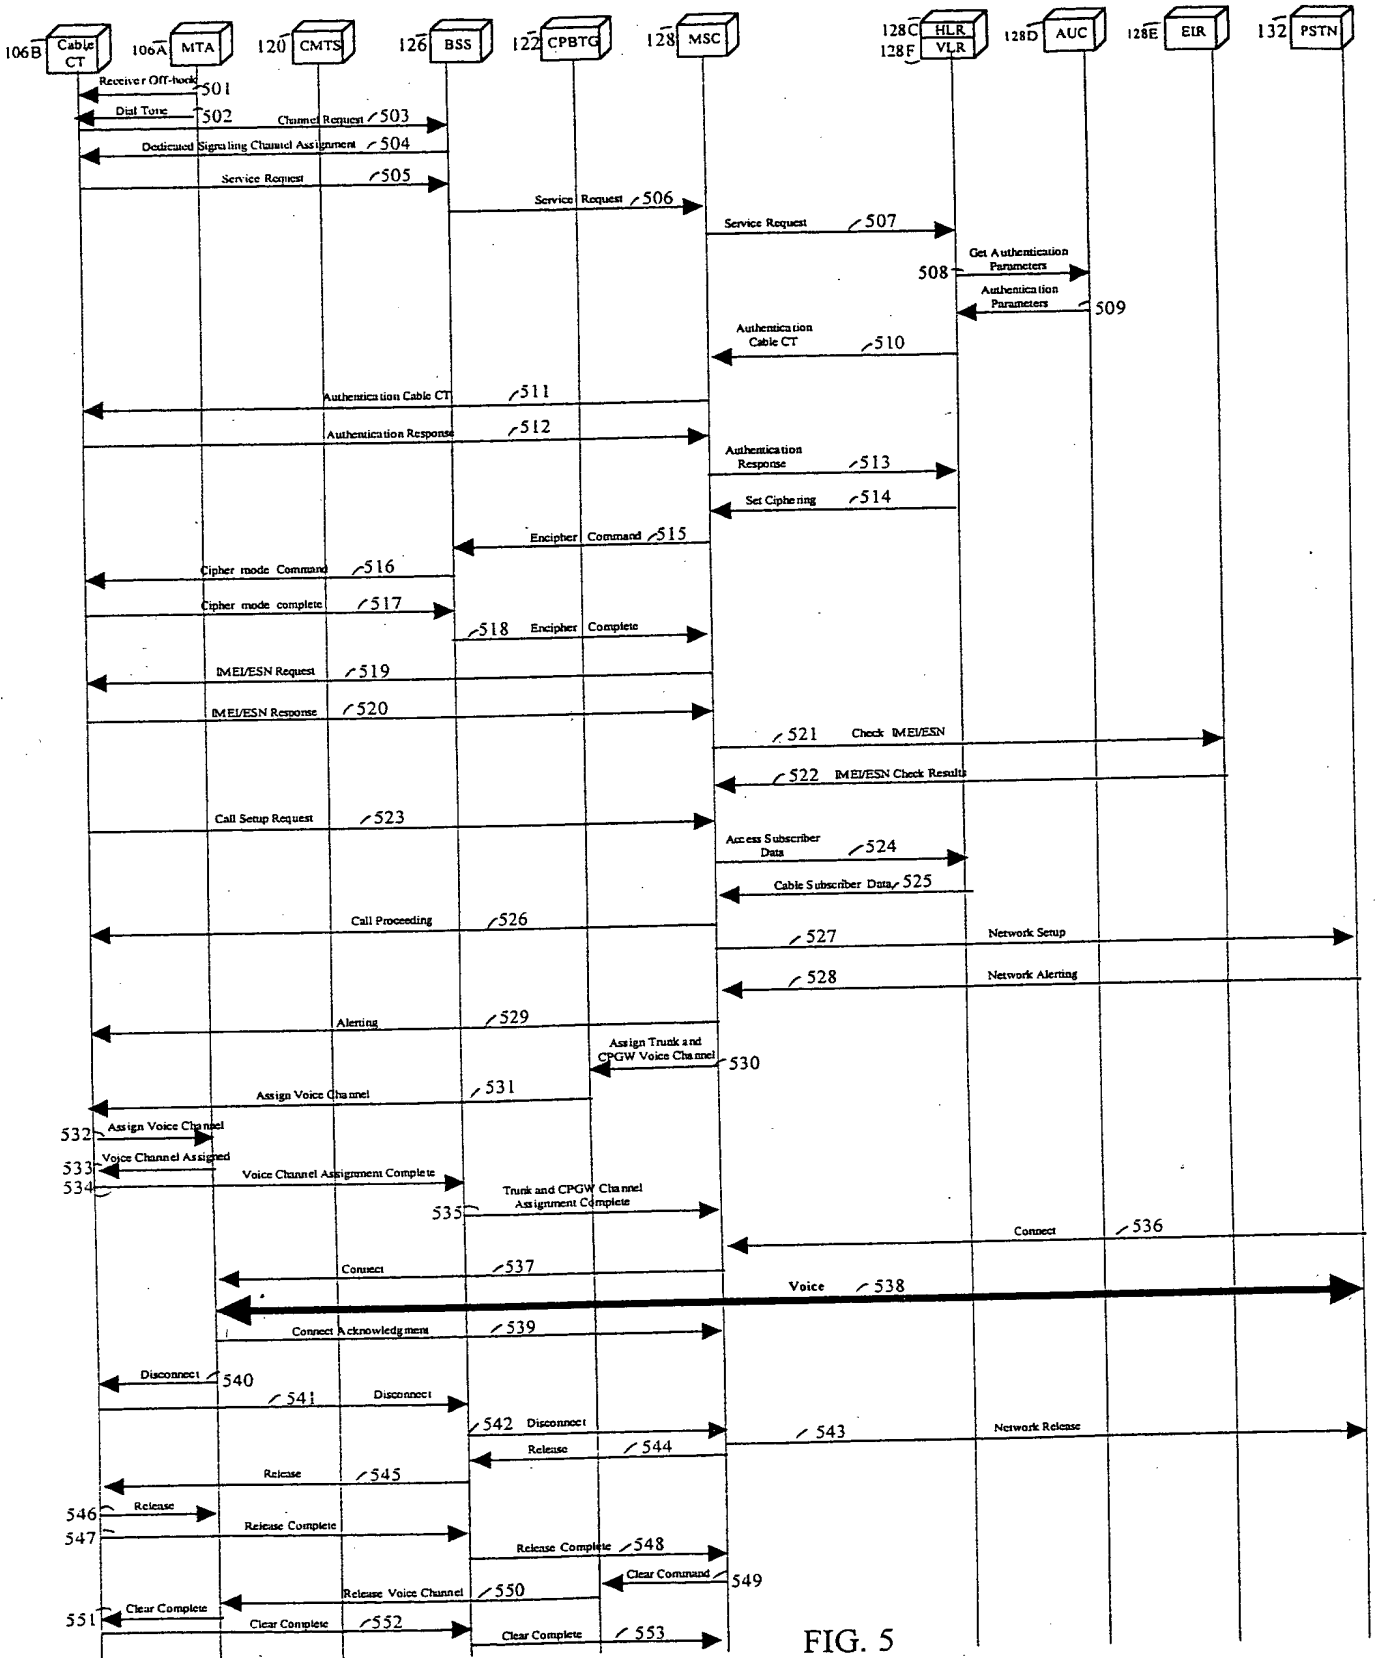 106B Cable CT
106A MTA
120 CMTS
126 BSS
122 CPBTG
128 MSC
128C HLR
128F VLR
128D AUC
128E EIR
132 PSTN
Receiver Off-hook 501
Dial Tone 502
Channel Request 503
Dedicated Signaling Channel Assignment 504
Service Request 505
Service Request 506
Service Request 507
Get Authentication
Parameters
508
Authentication
Parameters
509
Authentication
Cable CT
510
Authentication Cable CT 511
Authentication Response 512
Authentication
Response
513
Set Ciphering 514
Encipher Command 515
Cipher mode Command 516
Cipher mode complete 517
518 Encipher Complete
IMEI/ESN Request 519
IMEI/ESN Response 520
521 Check IMEI/ESN
522 IMEI/ESN Check Results
Call Setup Request 523
Access Subscriber
Data
524
Cable Subscriber Data 525
Call Proceeding 526
527 Network Setup
528 Network Alerting
Alerting 529
Assign Trunk and
CPGW Voice Channel
530
Assign Voice Channel 531
532 Assign Voice Channel
533 Voice Channel Assigned
534 Voice Channel Assignment Complete
Trunk and CPGW Channel
Assignment Complete
535
Connect 536
Connect 537
Voice 538
Connect Acknowledgment 539
Disconnect 540
541 Disconnect
542 Disconnect
543 Network Release
Release 544
Release 545
546 Release
547 Release Complete
Release Complete 548
Clear Command 549
Release Voice Channel 550
551 Clear Complete
Clear Complete 552
Clear Complete 553
FIG. 5